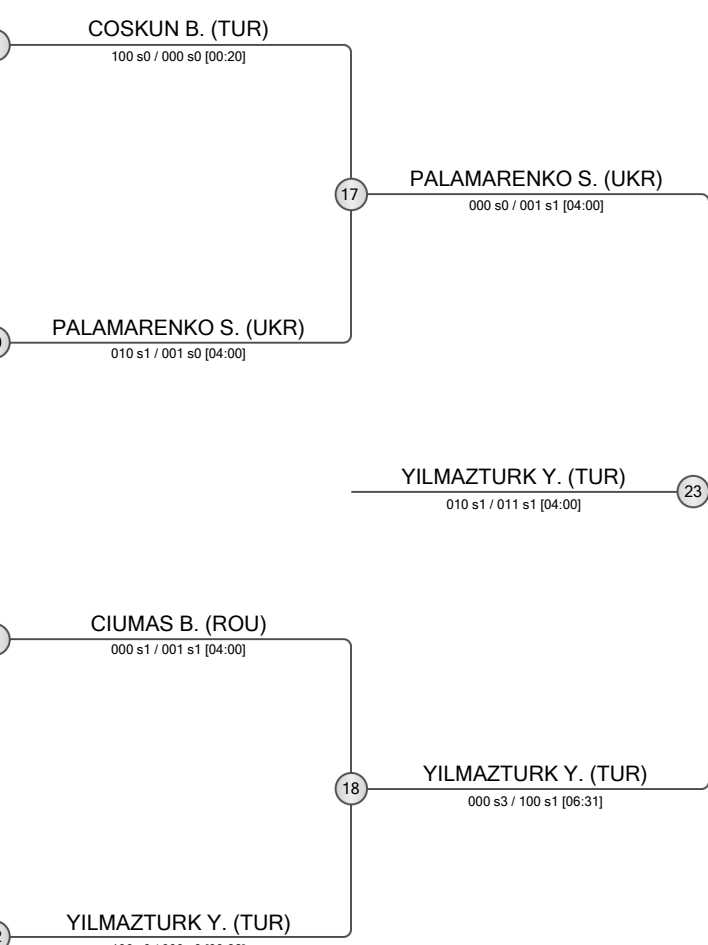 COSKUN B. (TUR)
100 s0 / 000 s0 [00:20]
17
PALAMARENKO S. (UKR)
000 s0 / 001 s1 [04:00]
PALAMARENKO S. (UKR)
010 s1 / 001 s0 [04:00]
YILMAZTURK Y. (TUR)
23
010 s1 / 011 s1 [04:00]
CIUMAS B. (ROU)
000 s1 / 001 s1 [04:00]
18
YILMAZTURK Y. (TUR)
000 s3 / 100 s1 [06:31]
YILMAZTURK Y. (TUR)